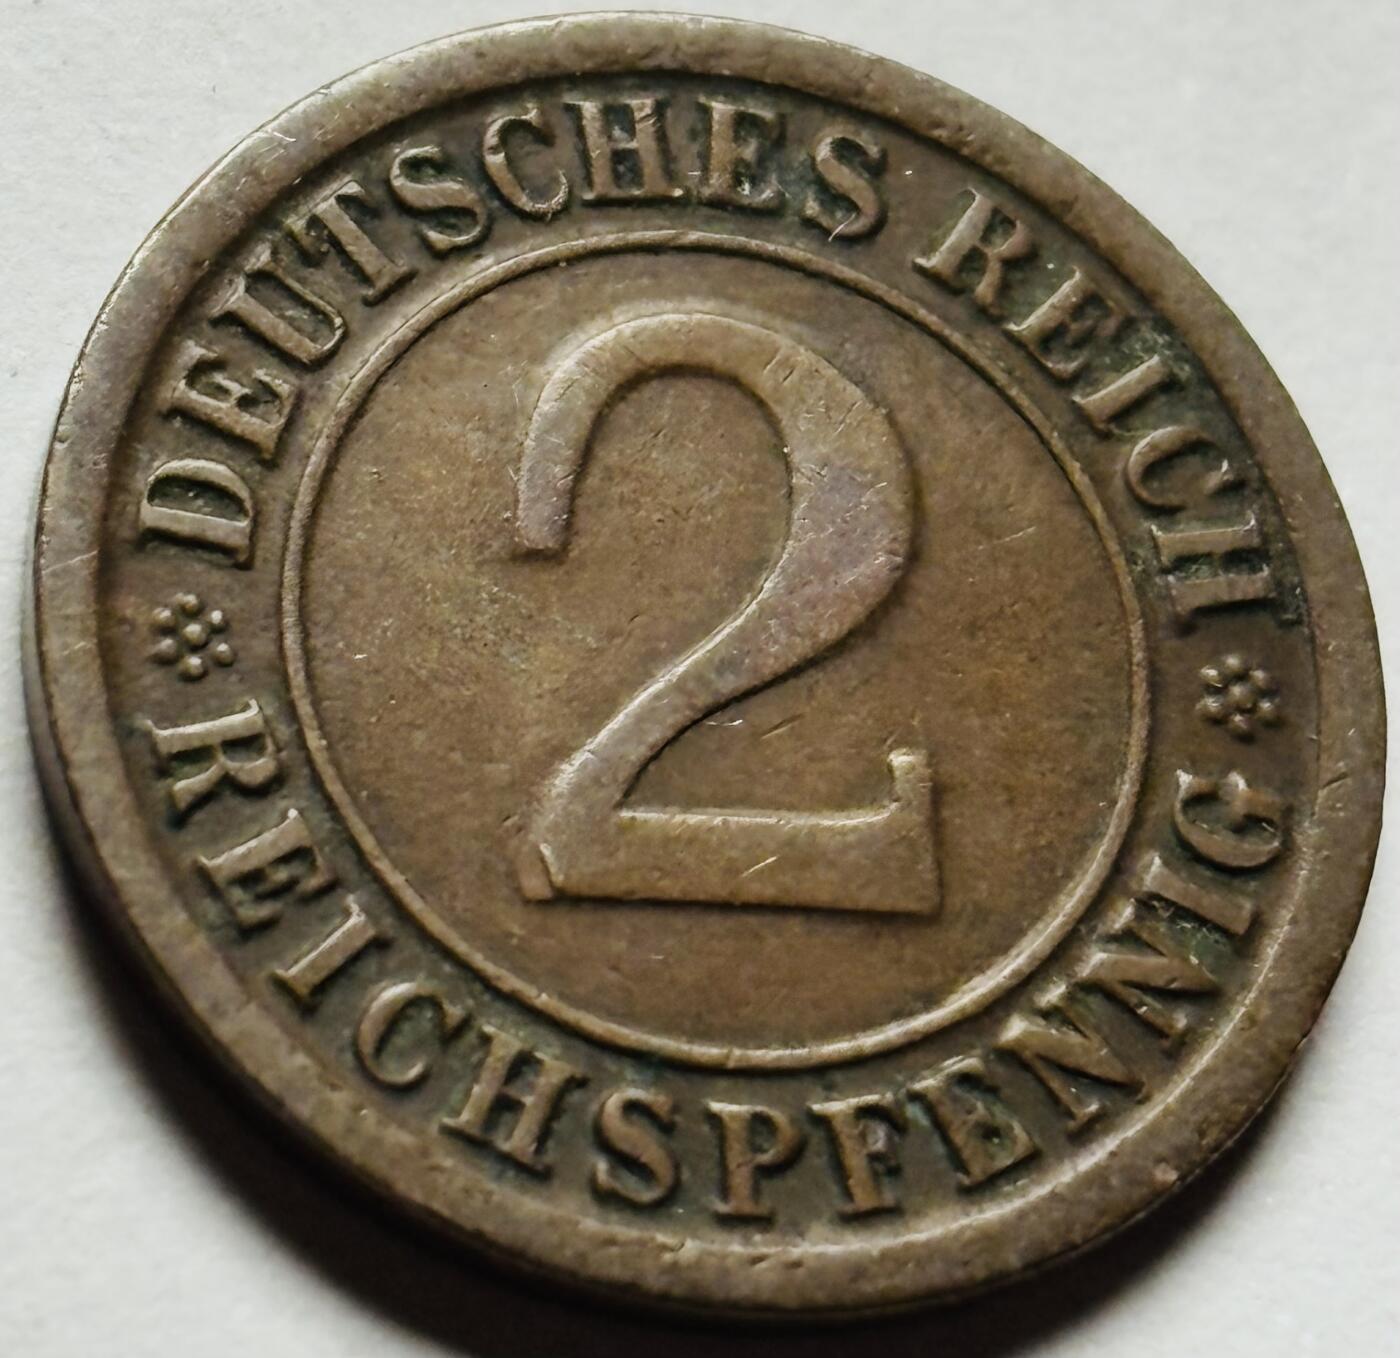 DEUTSCHES REICH
2
REICHSPFENNIG